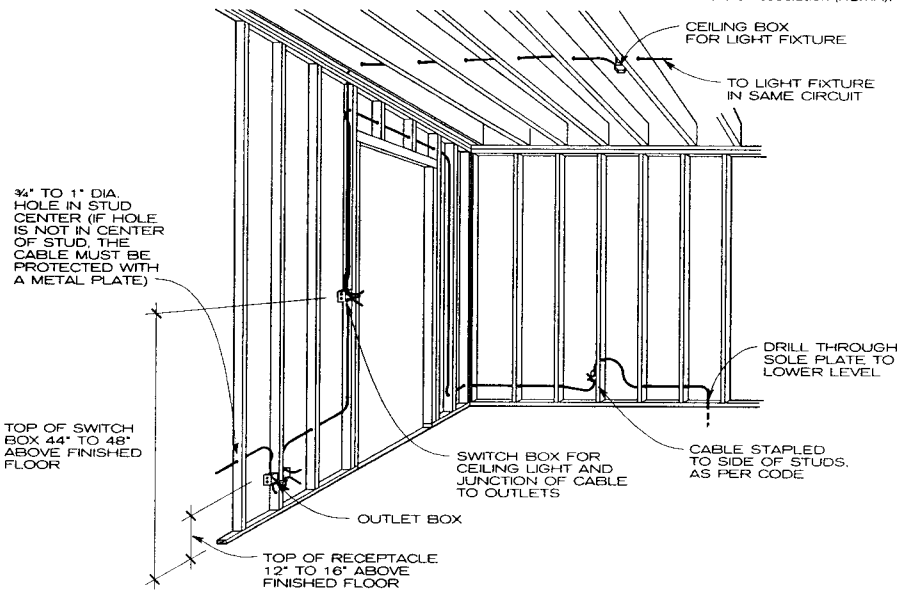 CEILING BOX
FOR LIGHT FIXTURE
TO LIGHT FIXTURE
IN SAME CIRCUIT
¾" TO 1" DIA.
HOLE IN STUD
CENTER (IF HOLE
IS NOT IN CENTER
OF STUD, THE
CABLE MUST BE
PROTECTED WITH
A METAL PLATE)
DRILL THROUGH
SOLE PLATE TO
LOWER LEVEL
TOP OF SWITCH
BOX 44" TO 48"
ABOVE FINISHED
FLOOR
SWITCH BOX FOR
CEILING LIGHT AND
JUNCTION OF CABLE
TO OUTLETS
CABLE STAPLED
TO SIDE OF STUDS,
AS PER CODE
OUTLET BOX
TOP OF RECEPTACLE
12" TO 16" ABOVE
FINISHED FLOOR